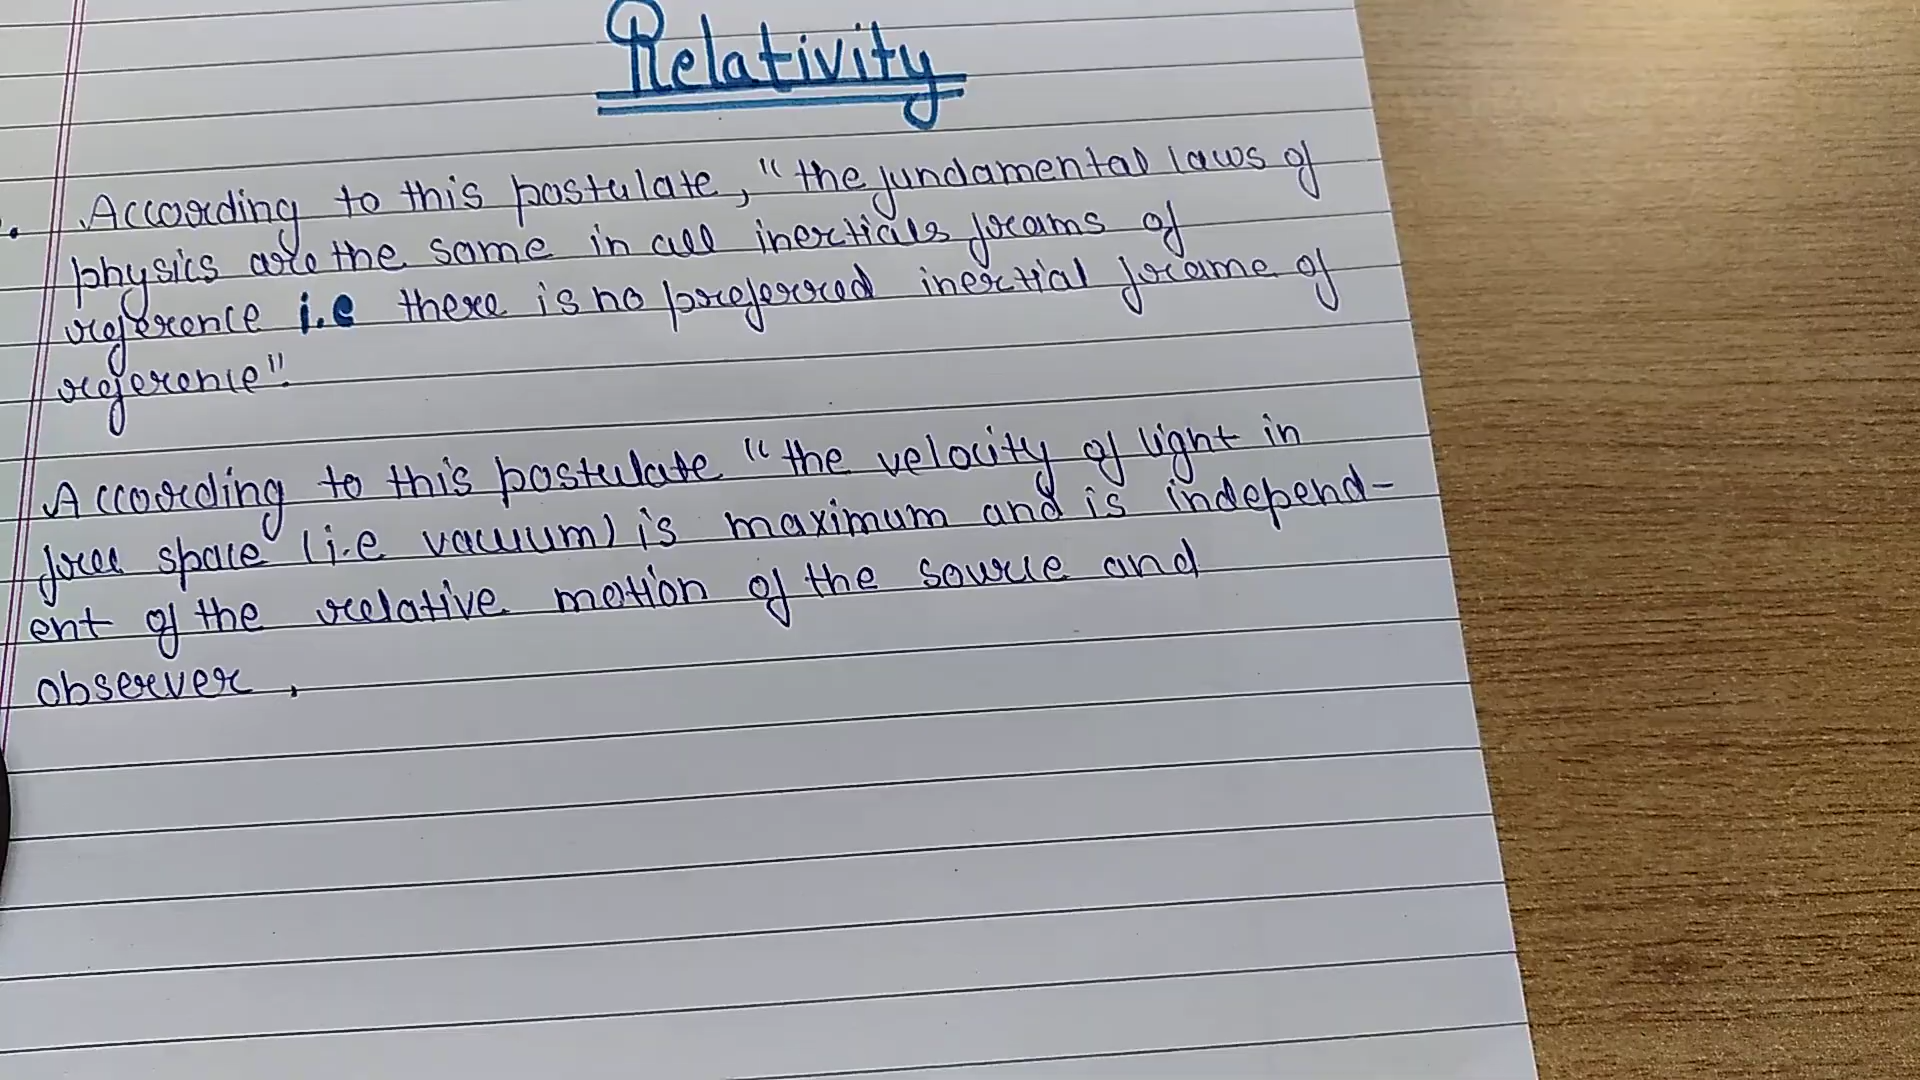 Relativity
According to this postulate, "the fundamental laws of
physics are the same in all inertials frams of
reference i.e there is no preferred inertial frame of
reference".
According to this postulate "the velocity of light in
free space (i.e vacuum) is maximum and is independ-
ent of the relative motion of the source and
observer.